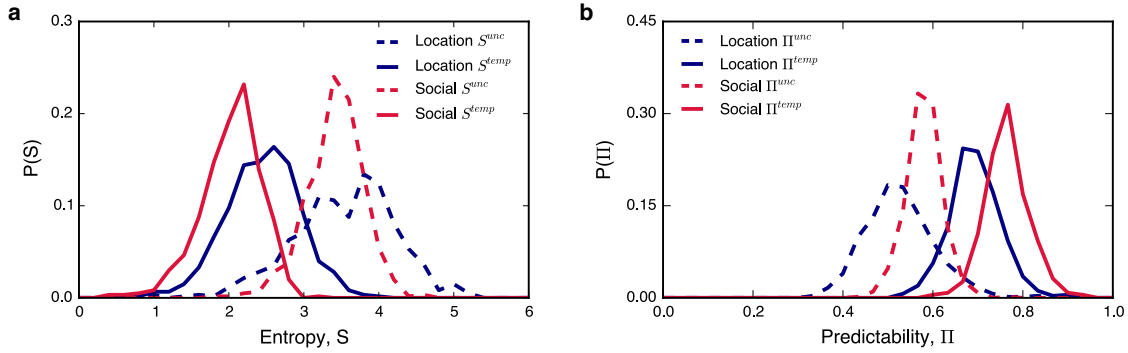 a
0.3
0.2
0.1
0.0
P(S)
0 1 2 3 4 5 6
Entropy, S
Location S^unc
Location S^temp
Social S^unc
Social S^temp
b
0.45
0.30
0.15
0.00
P(Π)
0.0 0.2 0.4 0.6 0.8 1.0
Predictability, Π
Location Π^unc
Location Π^temp
Social Π^unc
Social Π^temp